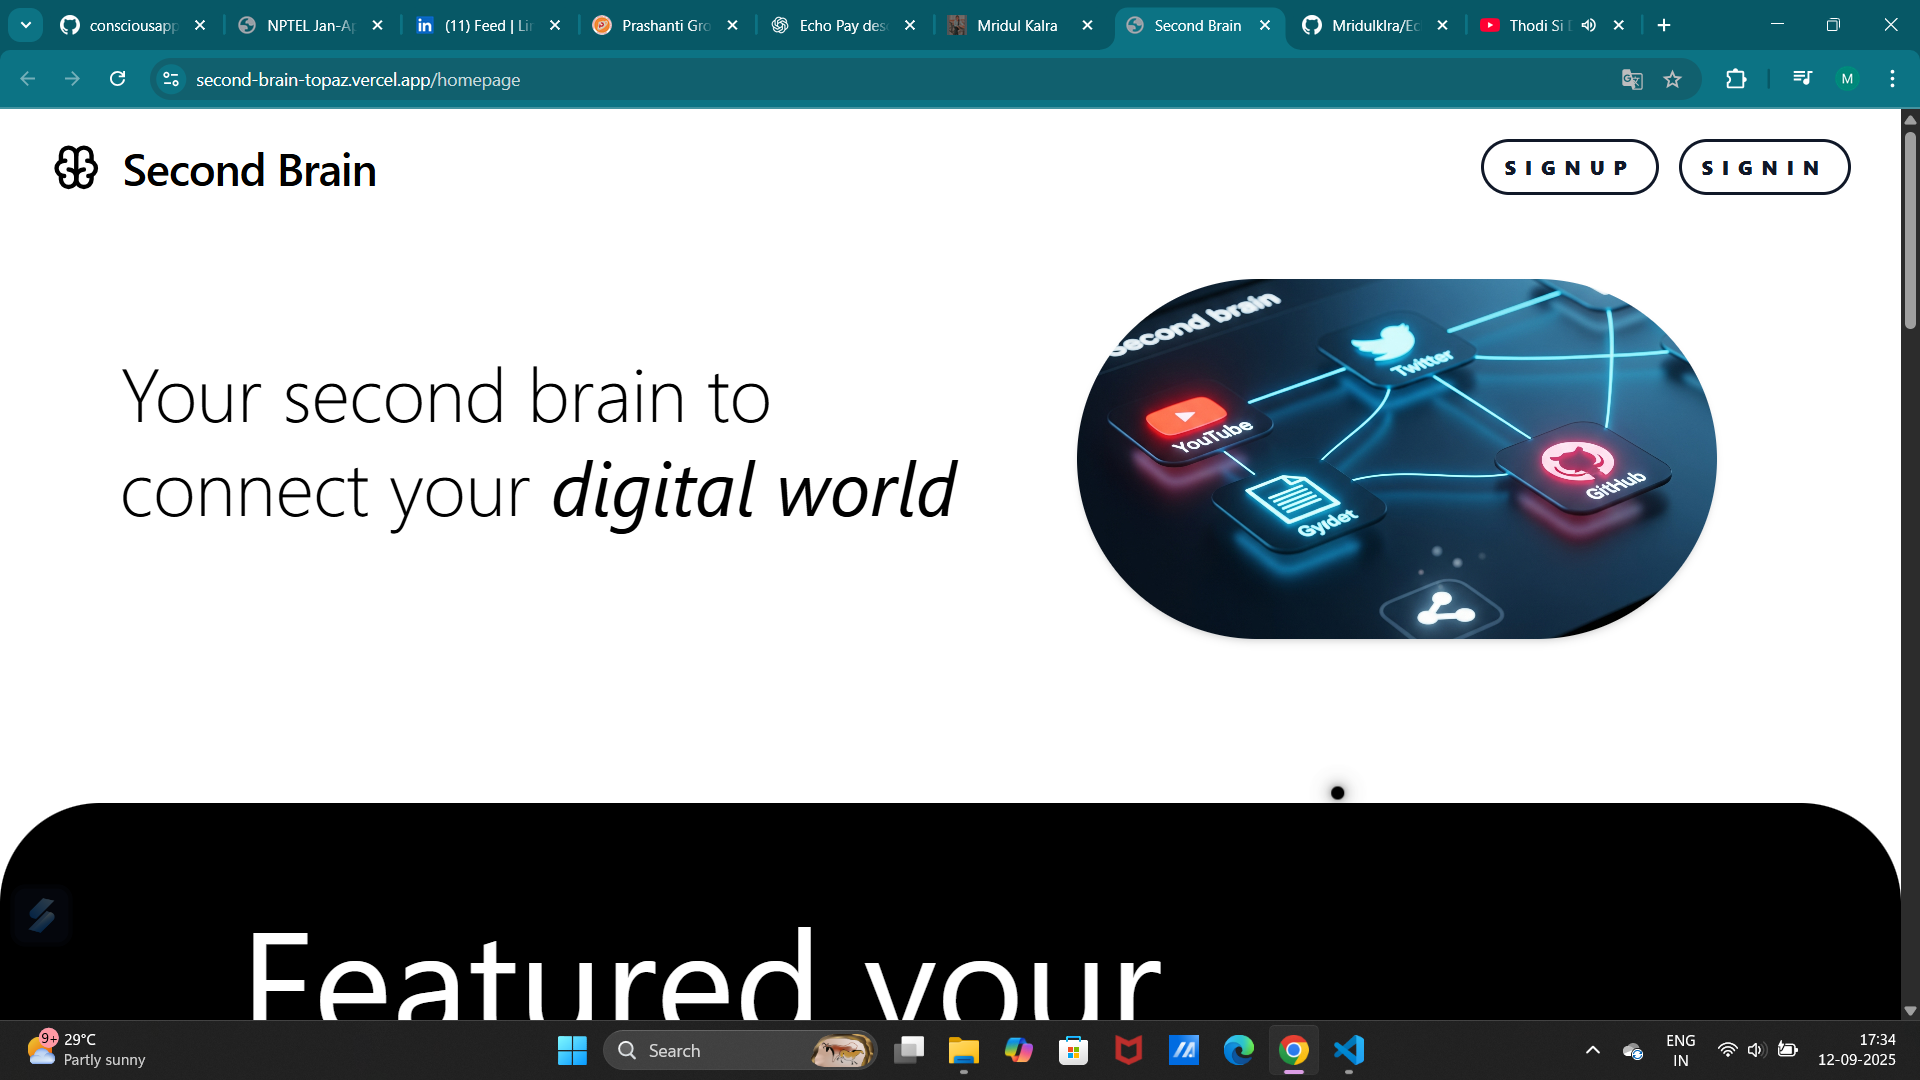 consciousapp
NPTEL Jan-Ap
(11) Feed | Lin
Prashanti Gro
Echo Pay desc
Mridul Kalra
Second Brain
Mridulklra/Ec
Thodi Si
second-brain-topaz.vercel.app/homepage
M
Second Brain
SIGNUP
SIGNIN
Your second brain to
connect your digital world
Second brain
Twitter
YouTube
GitHub
Gyrdet
Featured your
9+
29°C
Partly sunny
Search
ENG
IN
17:34
12-09-2025